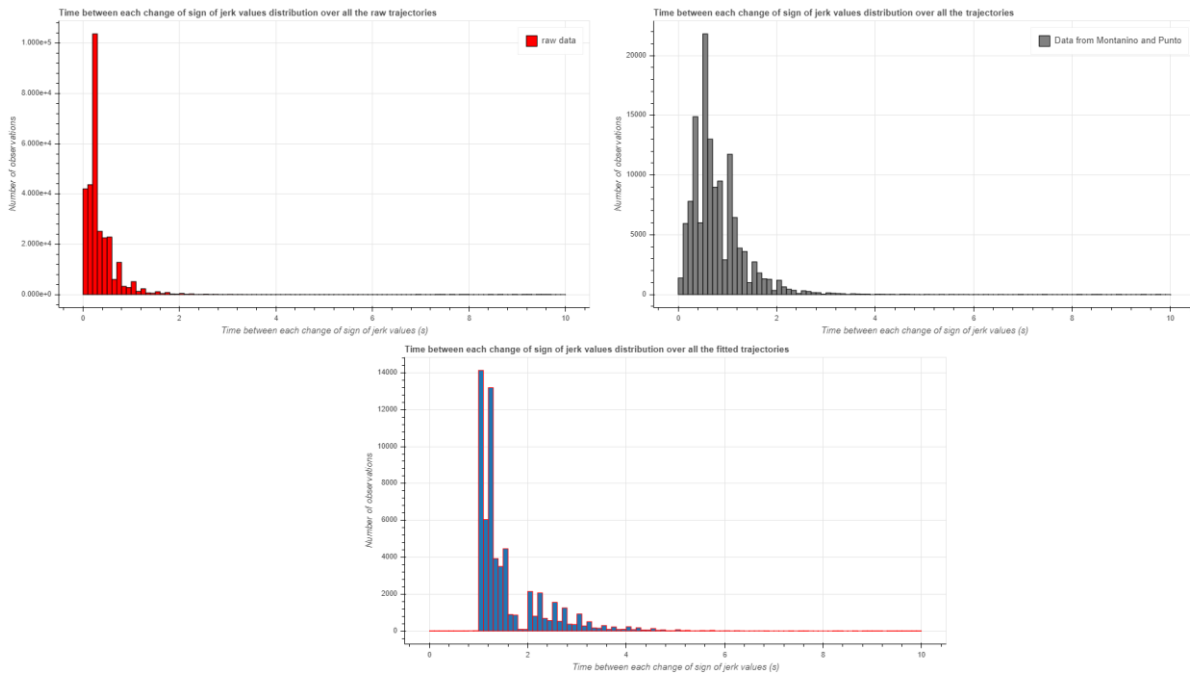 Time between each change of sign of jerk values distribution over all the raw trajectories
raw data
1.000e+5
8.000e+4
6.000e+4
4.000e+4
2.000e+4
0.000e+0
Number of observations
0 2 4 6 8 10
Time between each change of sign of jerk values (s)
Time between each change of sign of jerk values distribution over all the trajectories
Data from Montanino and Punto
20000
15000
10000
5000
0
Number of observations
0 2 4 6 8 10
Time between each change of sign of jerk values (s)
Time between each change of sign of jerk values distribution over all the fitted trajectories
14000
12000
10000
8000
6000
4000
2000
0
Number of observations
0 2 4 6 8 10
Time between each change of sign of jerk values (s)